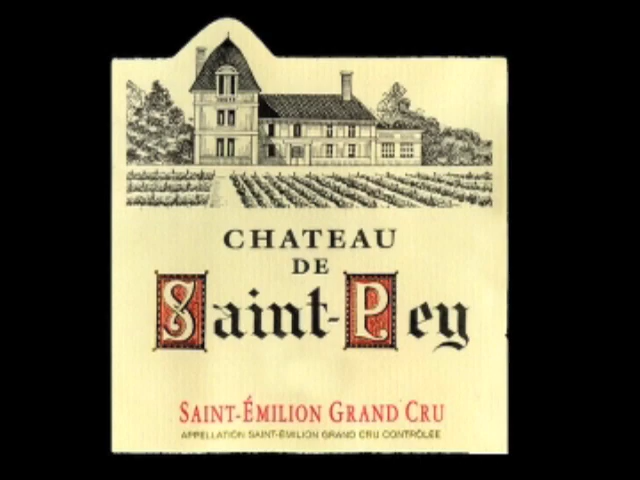 CHATEAU
DE
Saint-Pey
SAINT-ÉMILION GRAND CRU
APPELLATION SAINT-ÉMILION GRAND CRU CONTRÔLÉE